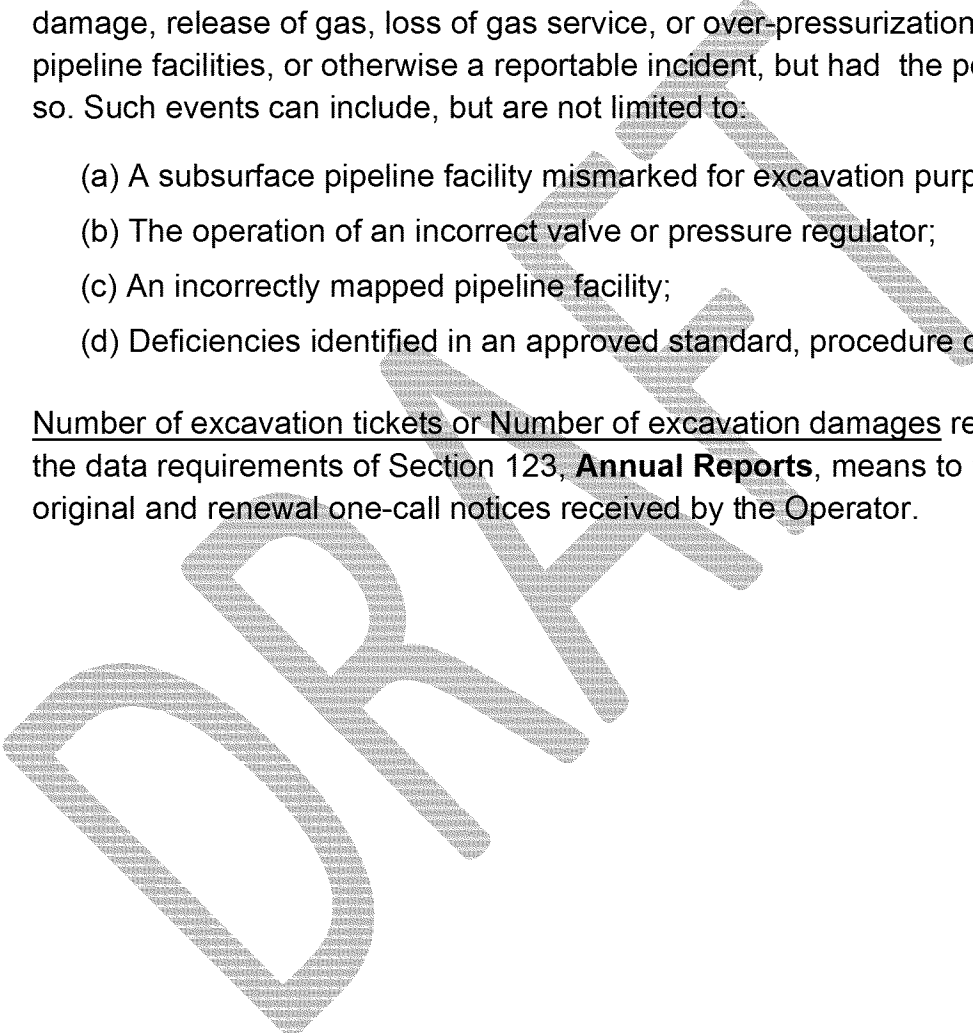 damage, release of gas, loss of gas service, or over-pressurization
pipeline facilities, or otherwise a reportable incident, but had the
so. Such events can include, but are not limited to:
(a) A subsurface pipeline facility mismarked for excavation
(b) The operation of an incorrect valve or pressure regulator;
(c) An incorrectly mapped pipeline facility;
(d) Deficiencies identified in an approved standard, procedure
Number of excavation tickets or Number of excavation damages
the data requirements of Section 123, Annual Reports, means to
original and renewal one-call notices received by the Operator.
DRAFT